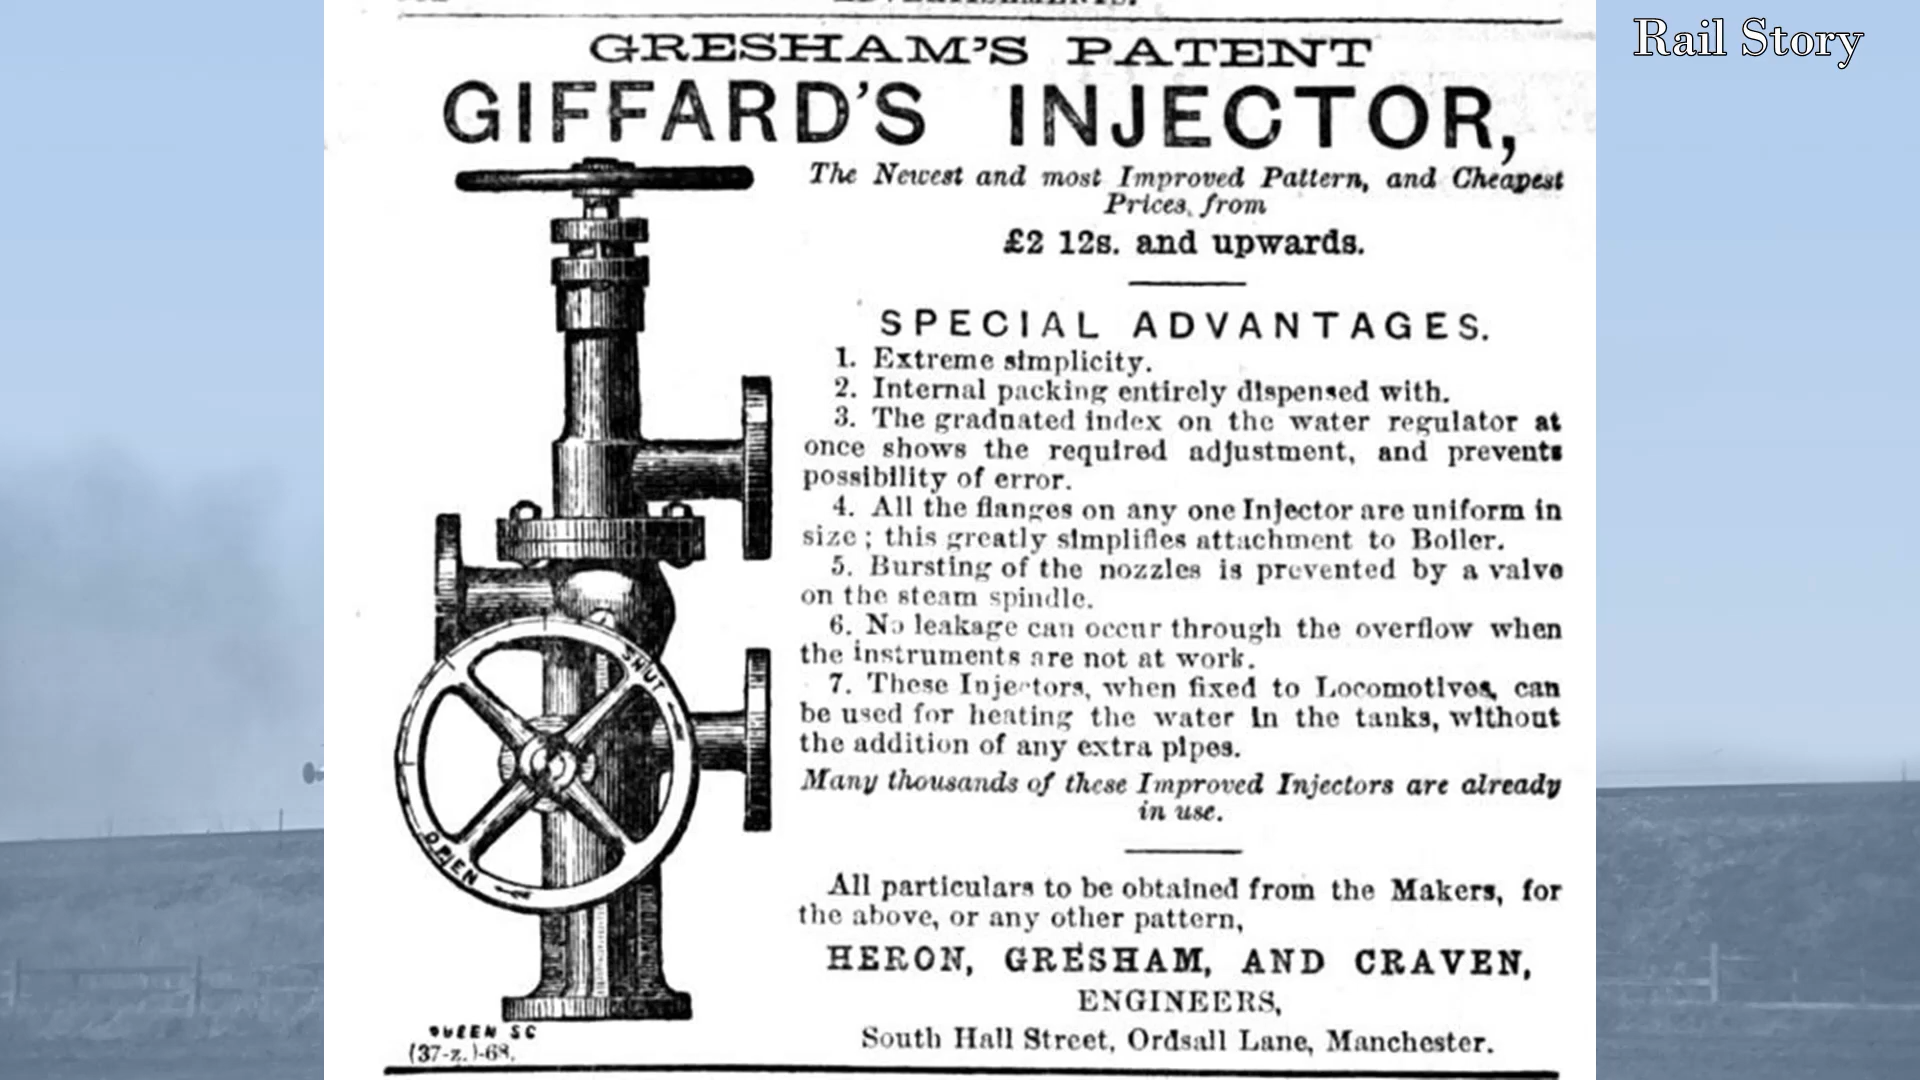 Rail Story
GRESHAM'S PATENT
GIFFARD'S INJECTOR,
The Newest and most Improved Pattern, and Cheapest
Prices, from
£2 12s. and upwards.
SPECIAL ADVANTAGES.
1. Extreme simplicity.
2. Internal packing entirely dispensed with.
3. The graduated index on the water regulator at
once shows the required adjustment, and prevents
possibility of error.
4. All the flanges on any one Injector are uniform in
size; this greatly simplifies attachment to Boiler.
5. Bursting of the nozzles is prevented by a valve
on the steam spindle.
6. No leakage can occur through the overflow when
the instruments are not at work.
7. These Injectors, when fixed to Locomotives, can
be used for heating the water in the tanks, without
the addition of any extra pipes.
Many thousands of these Improved Injectors are already
in use.
All particulars to be obtained from the Makers, for
the above, or any other pattern,
HERON, GRESHAM, AND CRAVEN,
ENGINEERS,
South Hall Street, Ordsall Lane, Manchester.
SHUT
OPEN
QUEEN SC
(37-z.)-68.